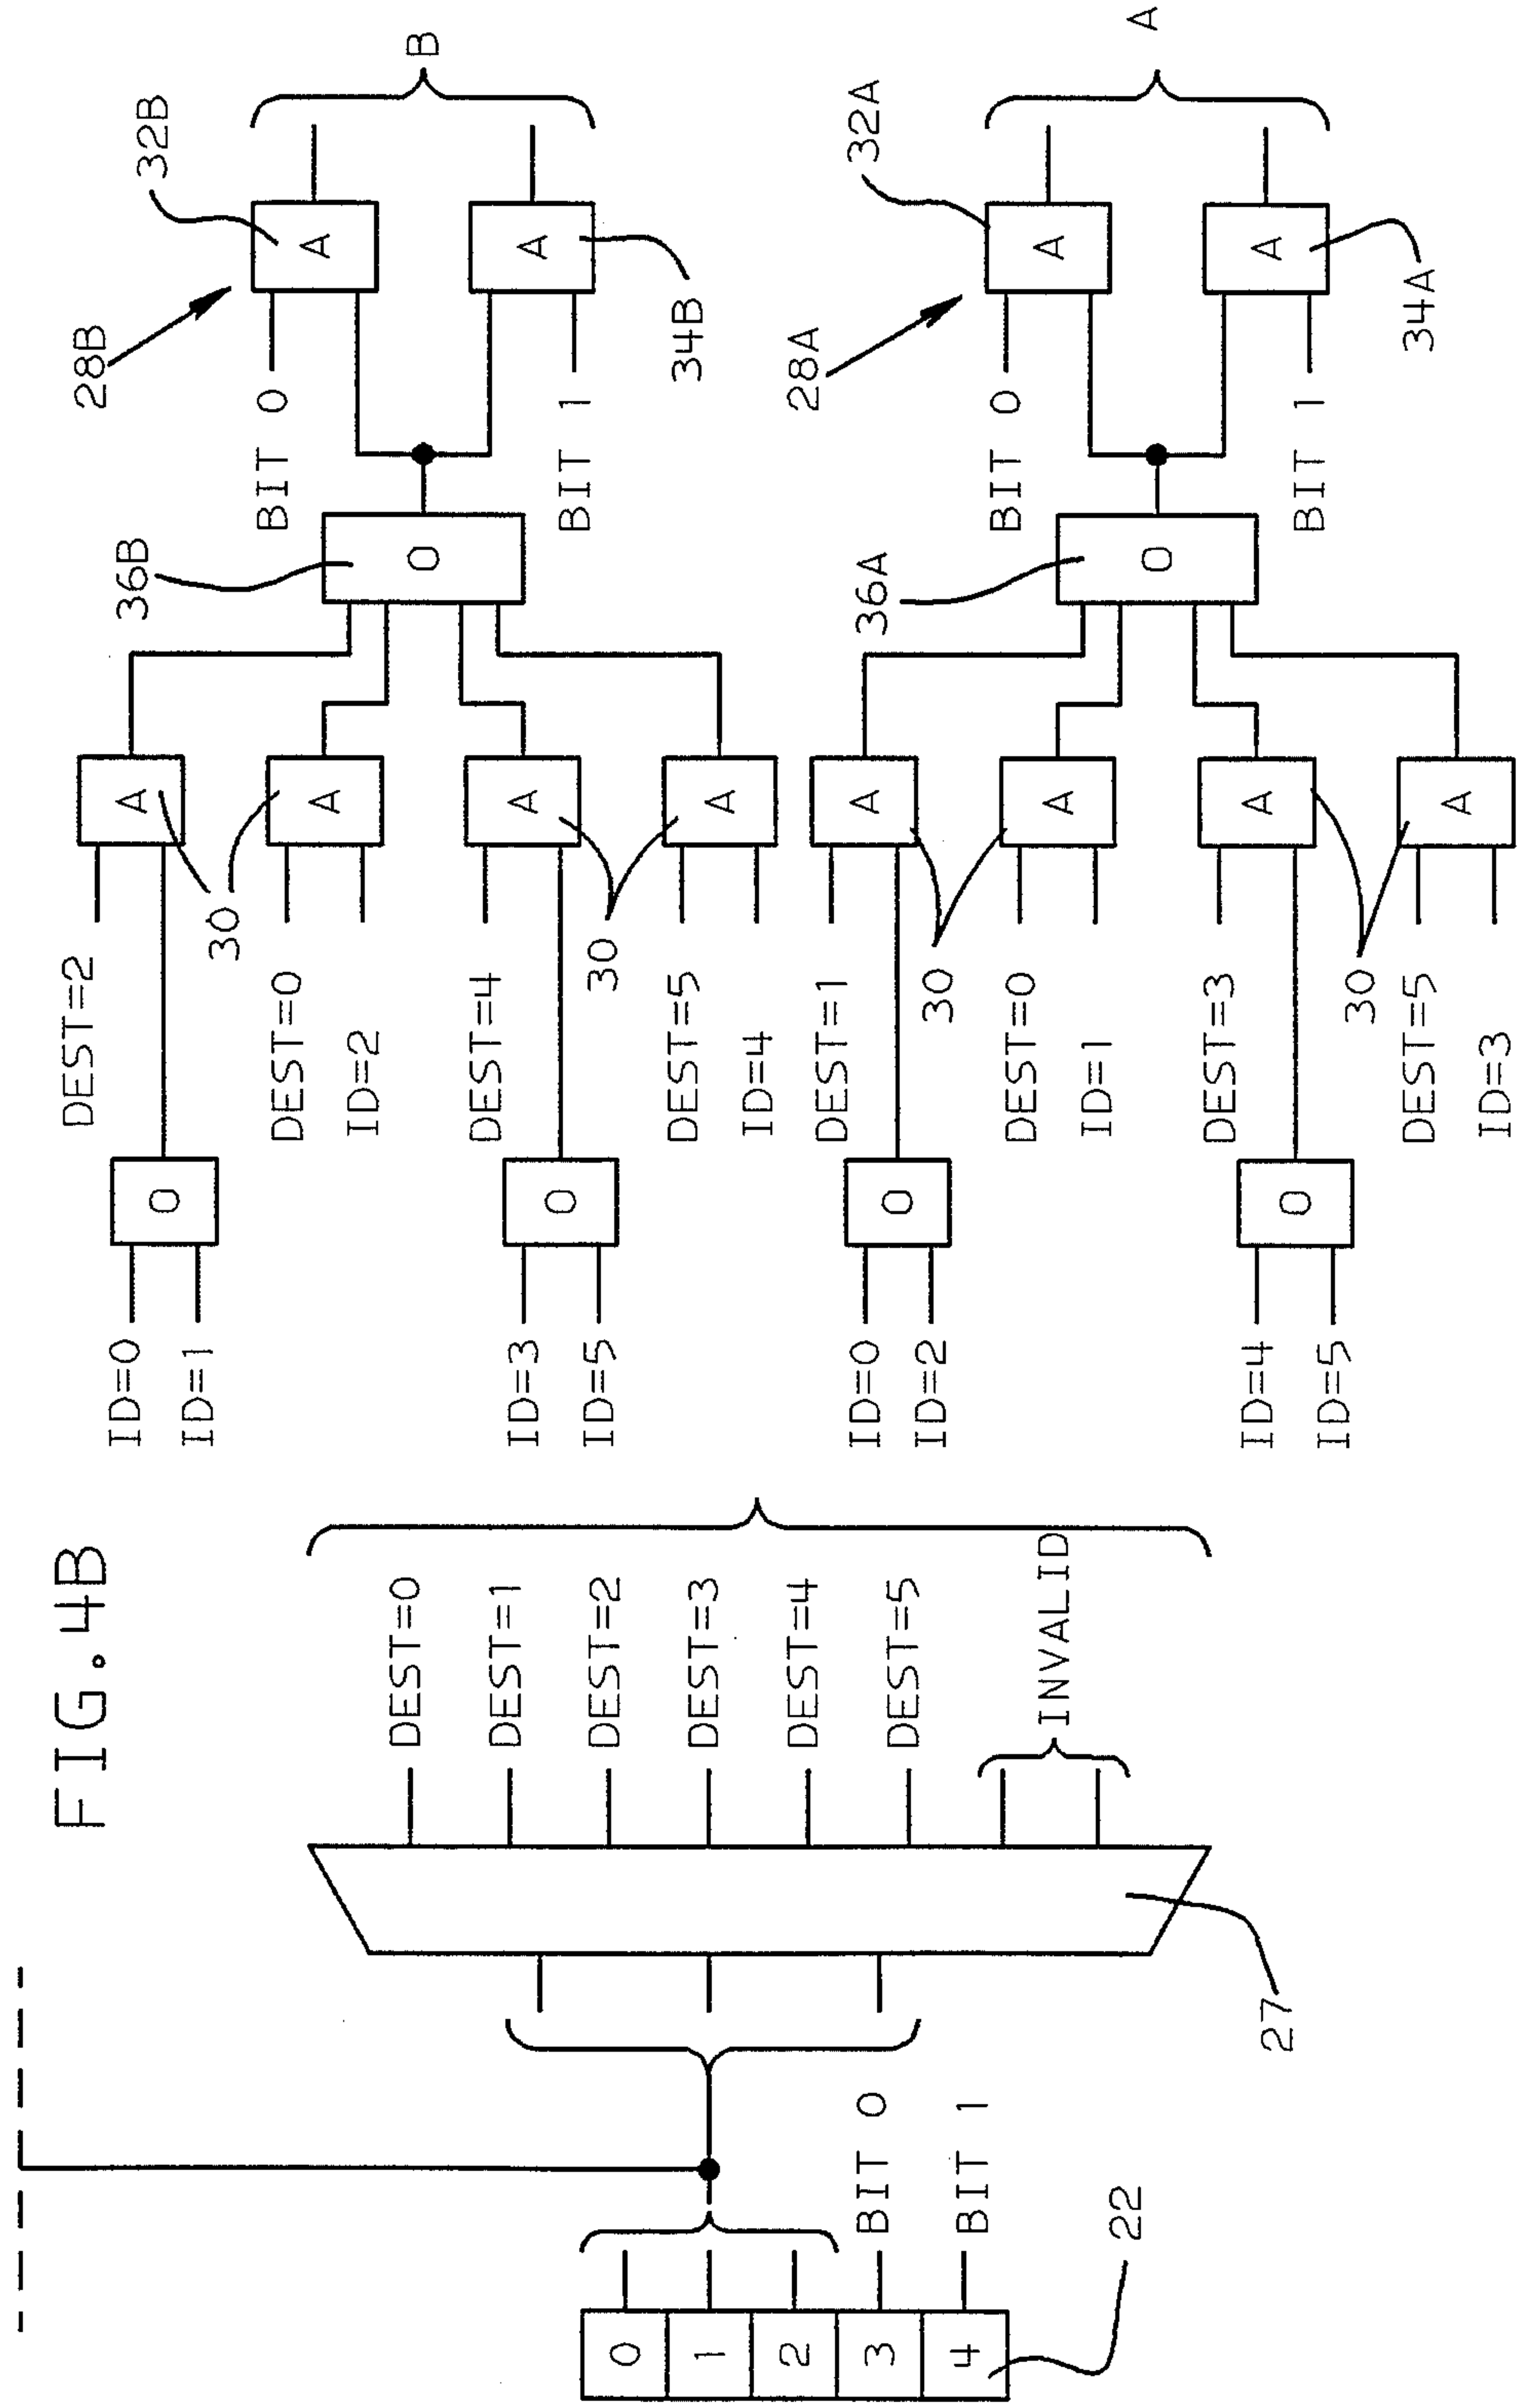 FIG. 4B
0
1
2
3
4
BIT 0
BIT 1
22
27
DEST=0
DEST=1
DEST=2
DEST=3
DEST=4
DEST=5
INVALID
ID=0
ID=1
O
DEST=2
A
30
DEST=0
ID=2
A
ID=3
ID=5
O
DEST=4
A
30
DEST=5
ID=4
A
36B
O
28B
BIT 0
BIT 1
32B
A
34B
A
B
ID=0
ID=2
O
DEST=1
A
30
DEST=0
ID=1
A
ID=4
ID=5
O
DEST=3
A
30
DEST=5
ID=3
A
36A
O
28A
BIT 0
BIT 1
32A
A
34A
A
A